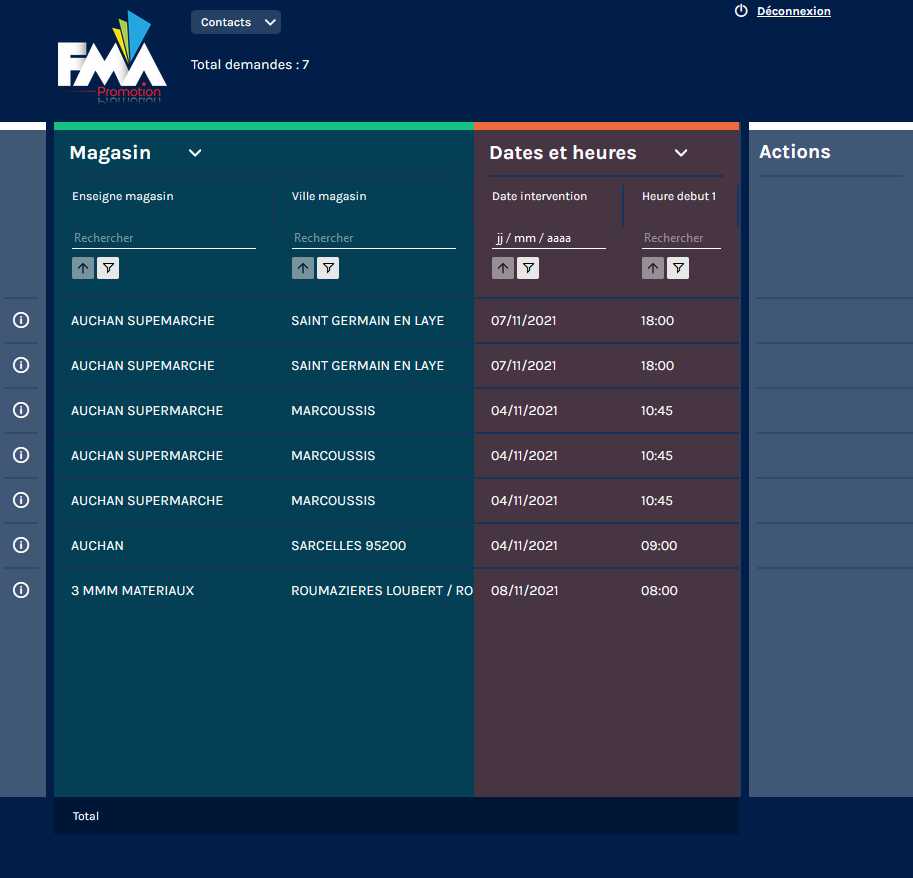 Contacts
Déconnexion
FMA
Promotion
Total demandes : 7
Magasin
Dates et heures
Actions
Enseigne magasin
Ville magasin
Date intervention
Heure debut 1
Rechercher
Rechercher
jj / mm / aaaa
Rechercher
AUCHAN SUPEMARCHE SAINT GERMAIN EN LAYE 07/11/2021 18:00
AUCHAN SUPEMARCHE SAINT GERMAIN EN LAYE 07/11/2021 18:00
AUCHAN SUPERMARCHE MARCOUSSIS 04/11/2021 10:45
AUCHAN SUPERMARCHE MARCOUSSIS 04/11/2021 10:45
AUCHAN SUPERMARCHE MARCOUSSIS 04/11/2021 10:45
AUCHAN SARCELLES 95200 04/11/2021 09:00
3 MMM MATERIAUX ROUMAZIERES LOUBERT / RO 08/11/2021 08:00
Total